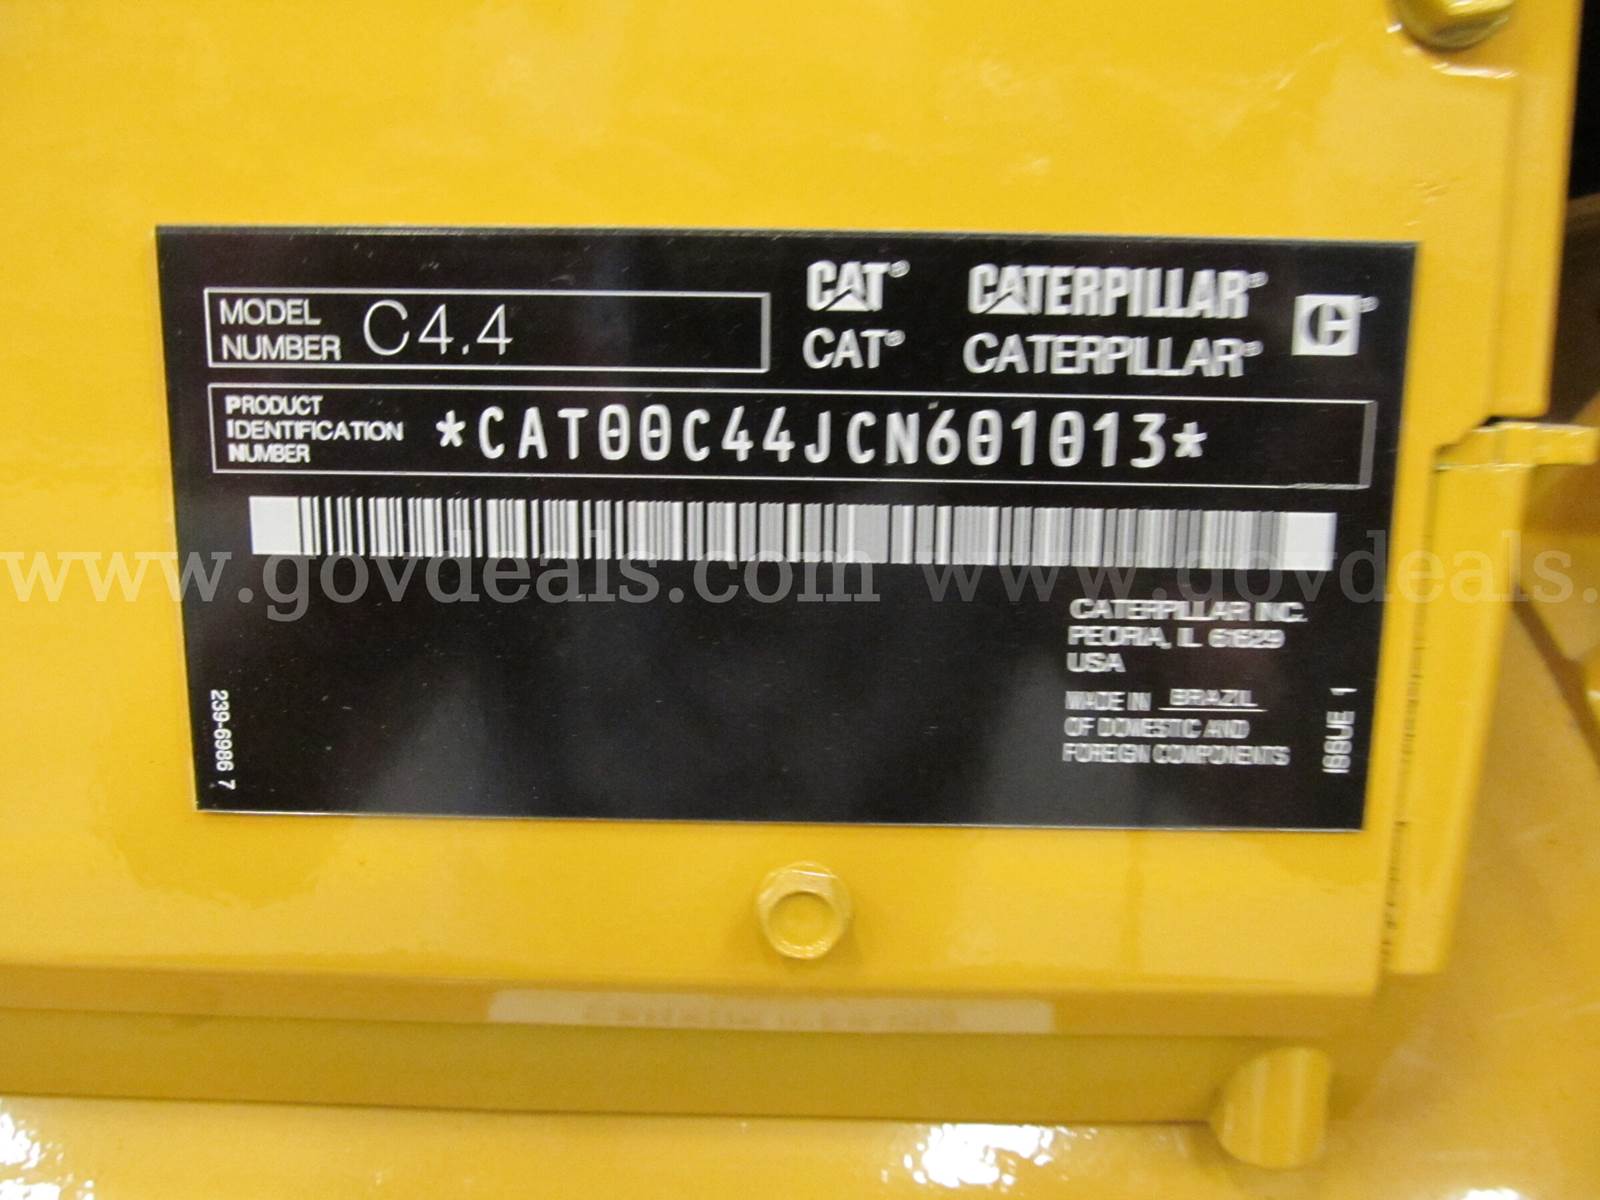 CAT® CATERPILLAR® C®
CAT® CATERPILLAR®
MODEL
NUMBER C4.4
PRODUCT
IDENTIFICATION
NUMBER
*CAT00C44JCN601013*
www.govdeals.com www.govdeals.
CATERPILLAR INC.
PEORIA, IL 61629
USA
MADE IN BRAZIL
OF DOMESTIC AND
FOREIGN COMPONENTS
239-6986 7
ISSUE 1